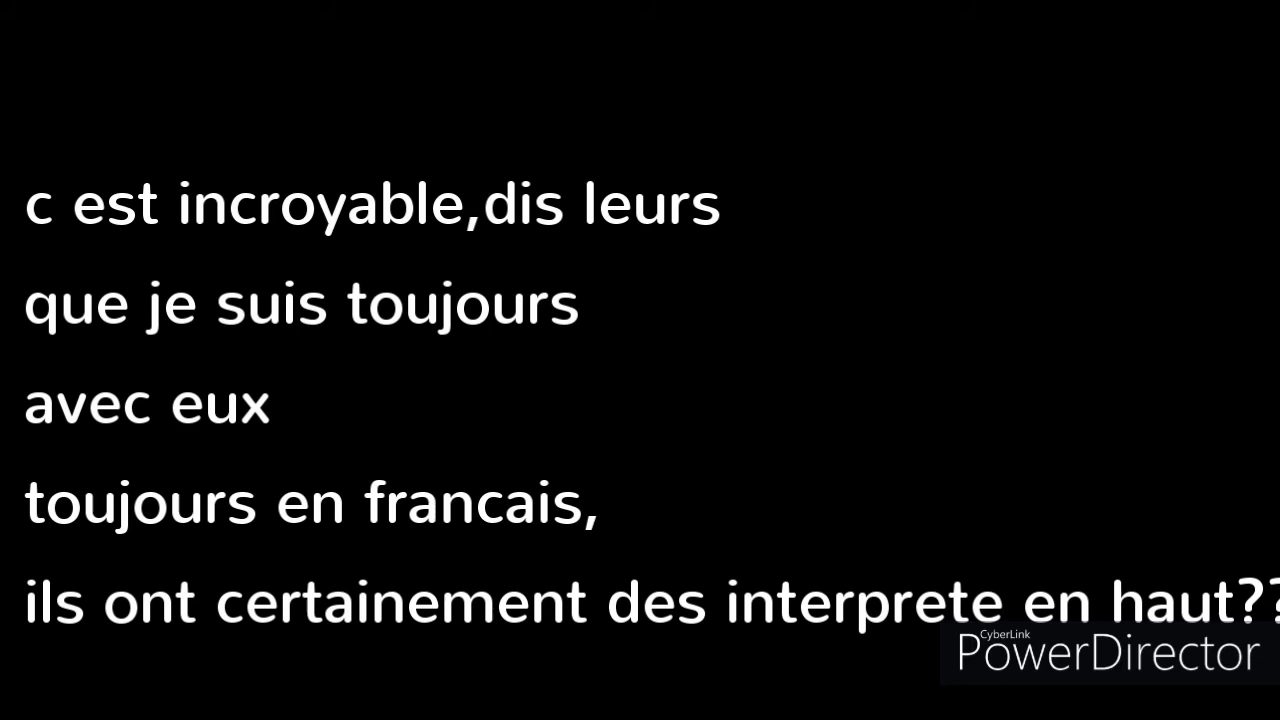 c est incroyable,dis leurs
que je suis toujours
avec eux
toujours en francais,
ils ont certainement des interprete en haut??
CyberLink
PowerDirector